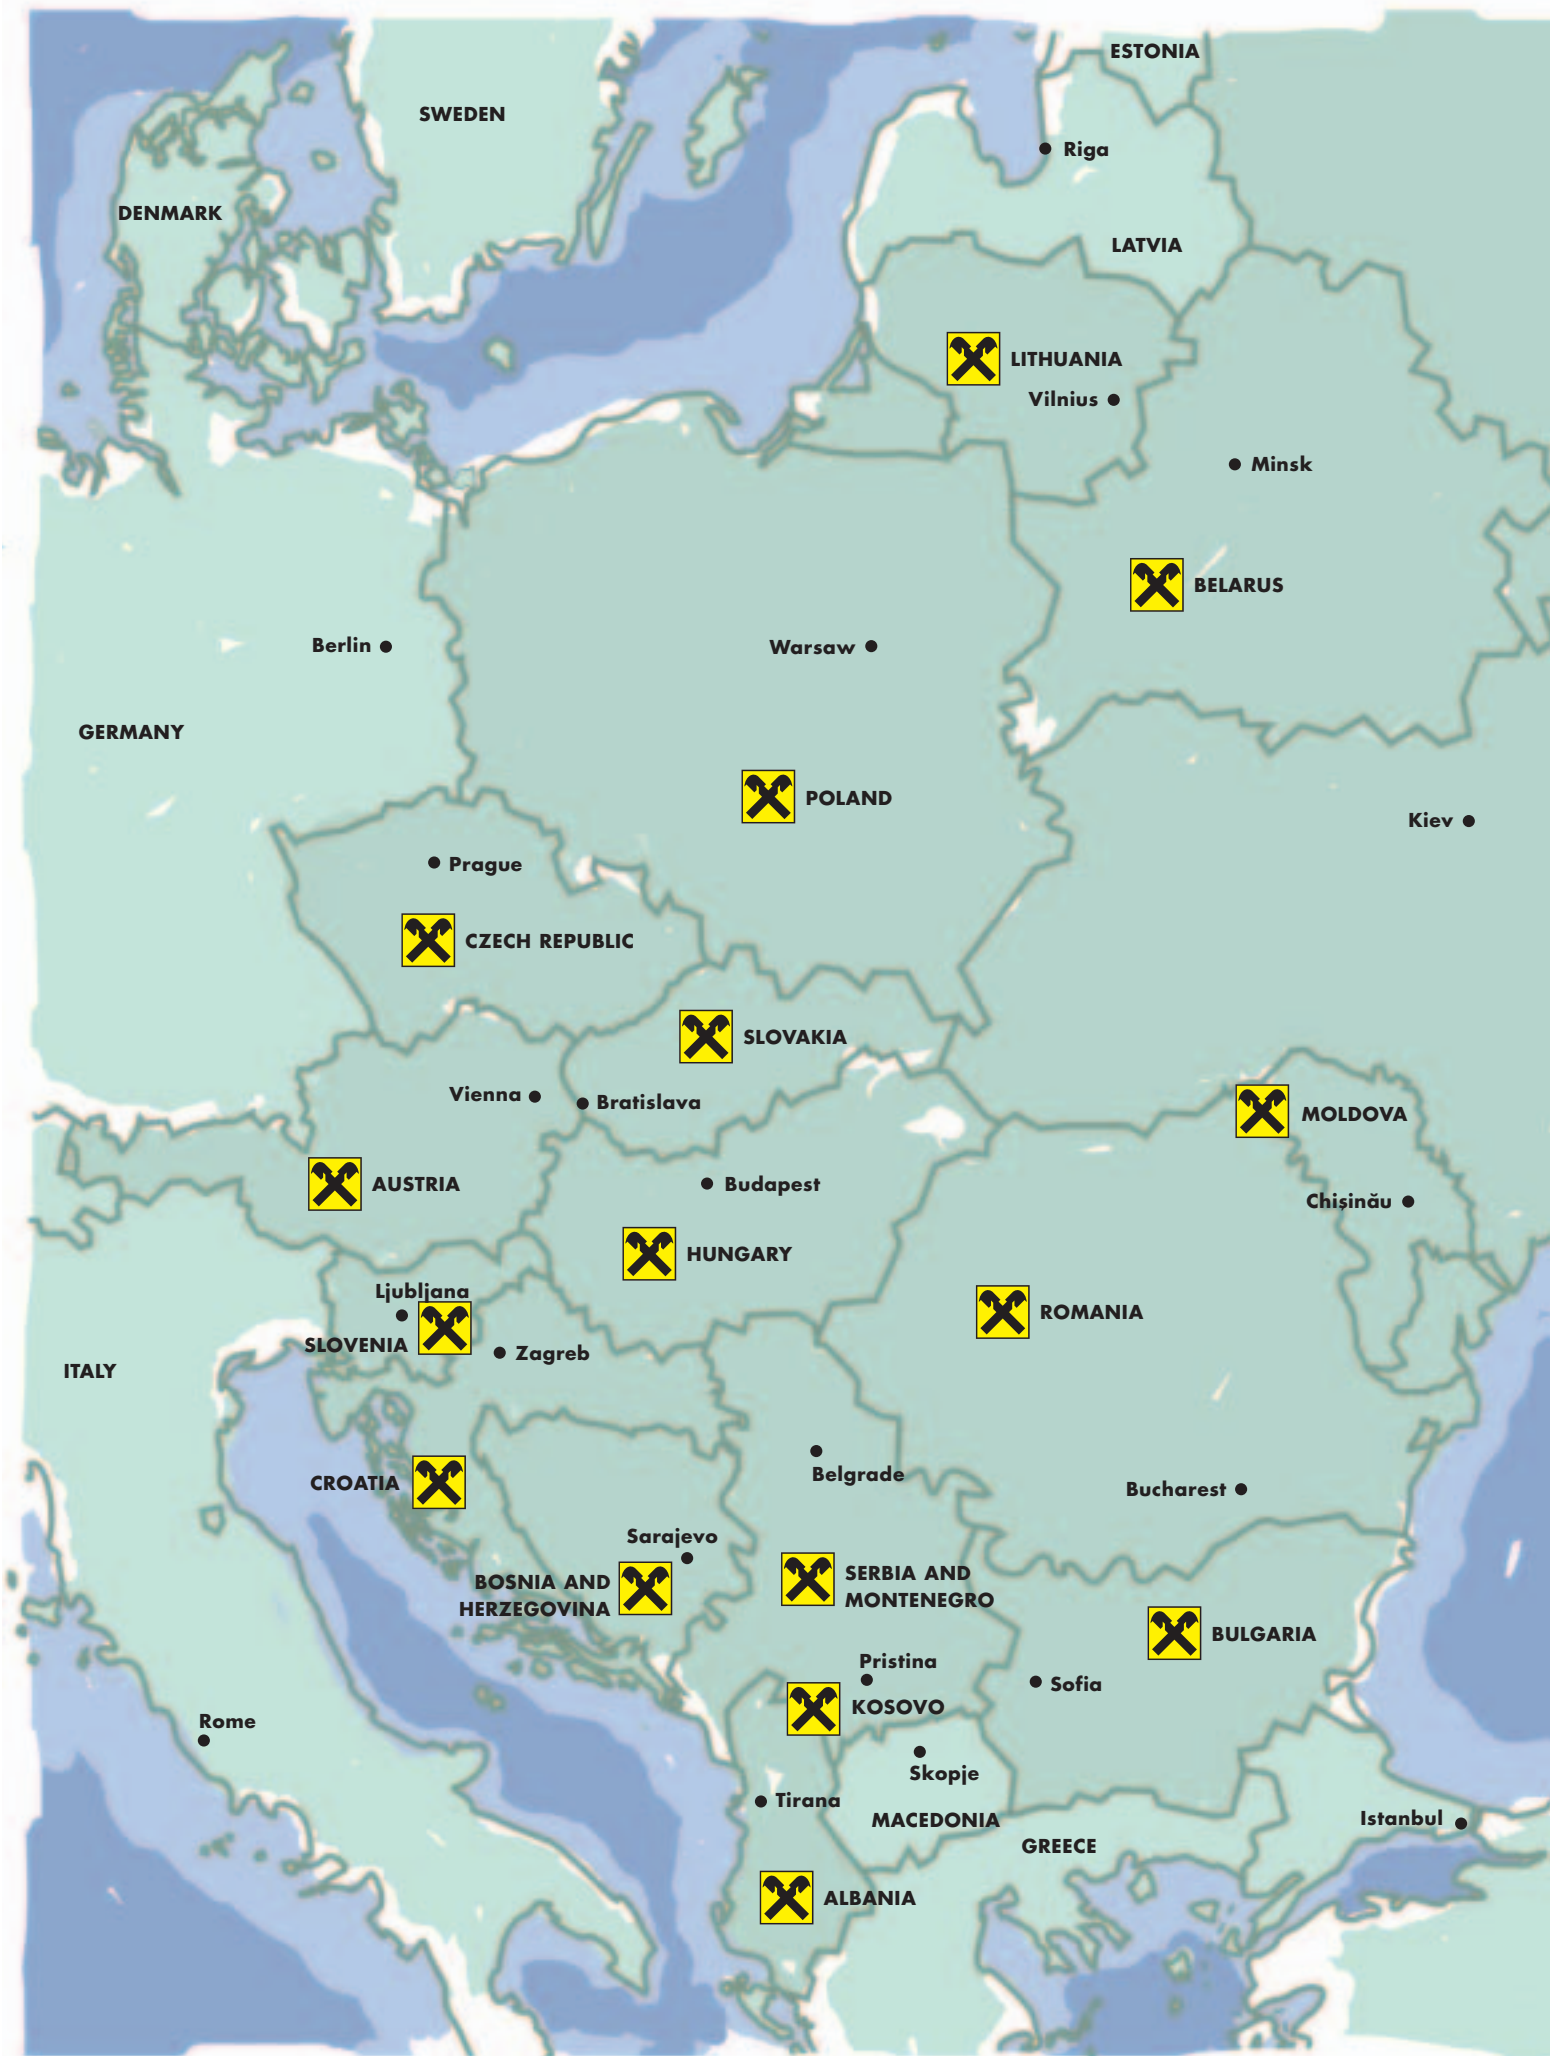 ESTONIA
SWEDEN
Riga
DENMARK
LATVIA
LITHUANIA
Vilnius
Minsk
BELARUS
Berlin
Warsaw
GERMANY
POLAND
Kiev
Prague
CZECH REPUBLIC
SLOVAKIA
Vienna
Bratislava
MOLDOVA
AUSTRIA
Budapest
Chişinău
HUNGARY
Ljubljana
ROMANIA
SLOVENIA
Zagreb
ITALY
Belgrade
CROATIA
Bucharest
Sarajevo
BOSNIA AND
HERZEGOVINA
SERBIA AND
MONTENEGRO
BULGARIA
Pristina
Sofia
KOSOVO
Rome
Skopje
Tirana
MACEDONIA
Istanbul
GREECE
ALBANIA